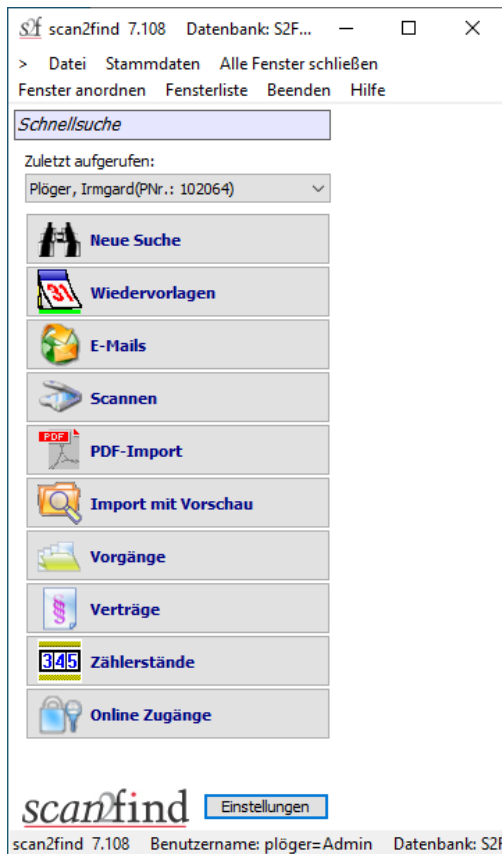 s2f scan2find 7.108 Datenbank: S2F...
> Datei Stammdaten Alle Fenster schließen
Fenster anordnen Fensterliste Beenden Hilfe
Schnellsuche
Zuletzt aufgerufen:
Plöger, Irmgard(PNr.: 102064)
Neue Suche
31
Wiedervorlagen
E-Mails
Scannen
PDF
PDF-Import
Import mit Vorschau
Vorgänge
§
Verträge
345
Zählerstände
Online Zugänge
scan2find
Einstellungen
scan2find 7.108 Benutzername: plöger=Admin Datenbank: S2F